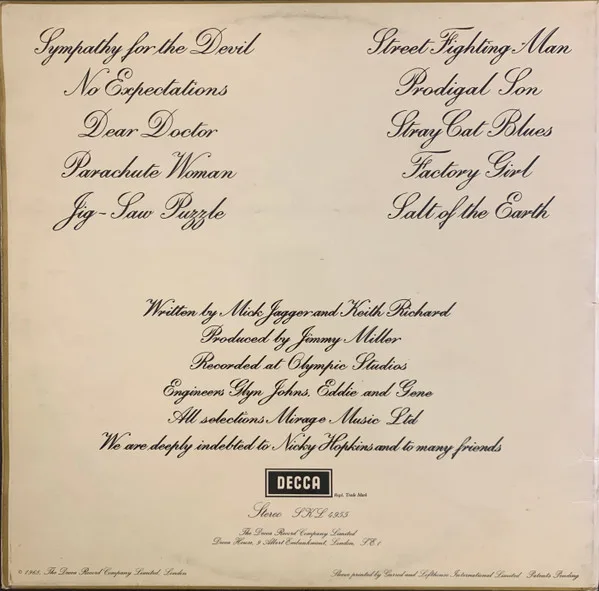 Sympathy for the Devil
No Expectations
Dear Doctor
Parachute Woman
Jig-Saw Puzzle
Street Fighting Man
Prodigal Son
Stray Cat Blues
Factory Girl
Salt of the Earth
Written by Mick Jagger and Keith Richard
Produced by Jimmy Miller
Recorded at Olympic Studios
Engineers Glyn Johns, Eddie and Gene
All selections Mirage Music Ltd
We are deeply indebted to Nicky Hopkins and to many friends
DECCA
Regd. Trade Mark
Stereo SKL 4955
The Decca Record Company Limited
Decca House, 9 Albert Embankment, London, S E 1
© 1968, The Decca Record Company Limited, London
Sleeve printed by Garrod and Lofthouse International Limited Patents Pending